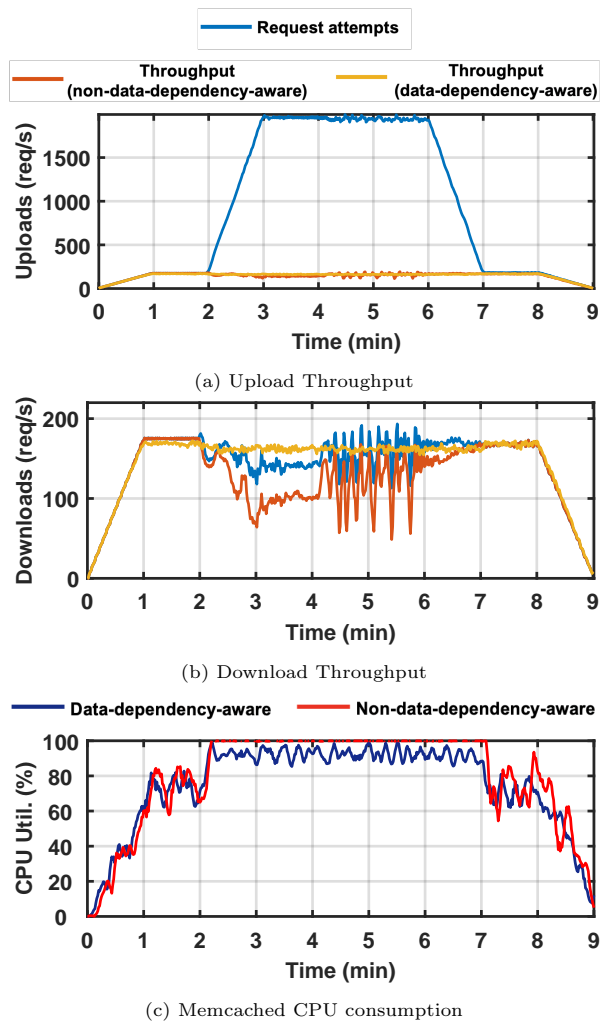 Request attempts
Throughput
(non-data-dependency-aware)
Throughput
(data-dependency-aware)
Uploads (req/s)
1500
1000
500
0
0 1 2 3 4 5 6 7 8 9
Time (min)
(a) Upload Throughput
Downloads (req/s)
200
100
0
0 1 2 3 4 5 6 7 8 9
Time (min)
(b) Download Throughput
Data-dependency-aware
Non-data-dependency-aware
CPU Util. (%)
100
80
60
40
20
0
0 1 2 3 4 5 6 7 8 9
Time (min)
(c) Memcached CPU consumption